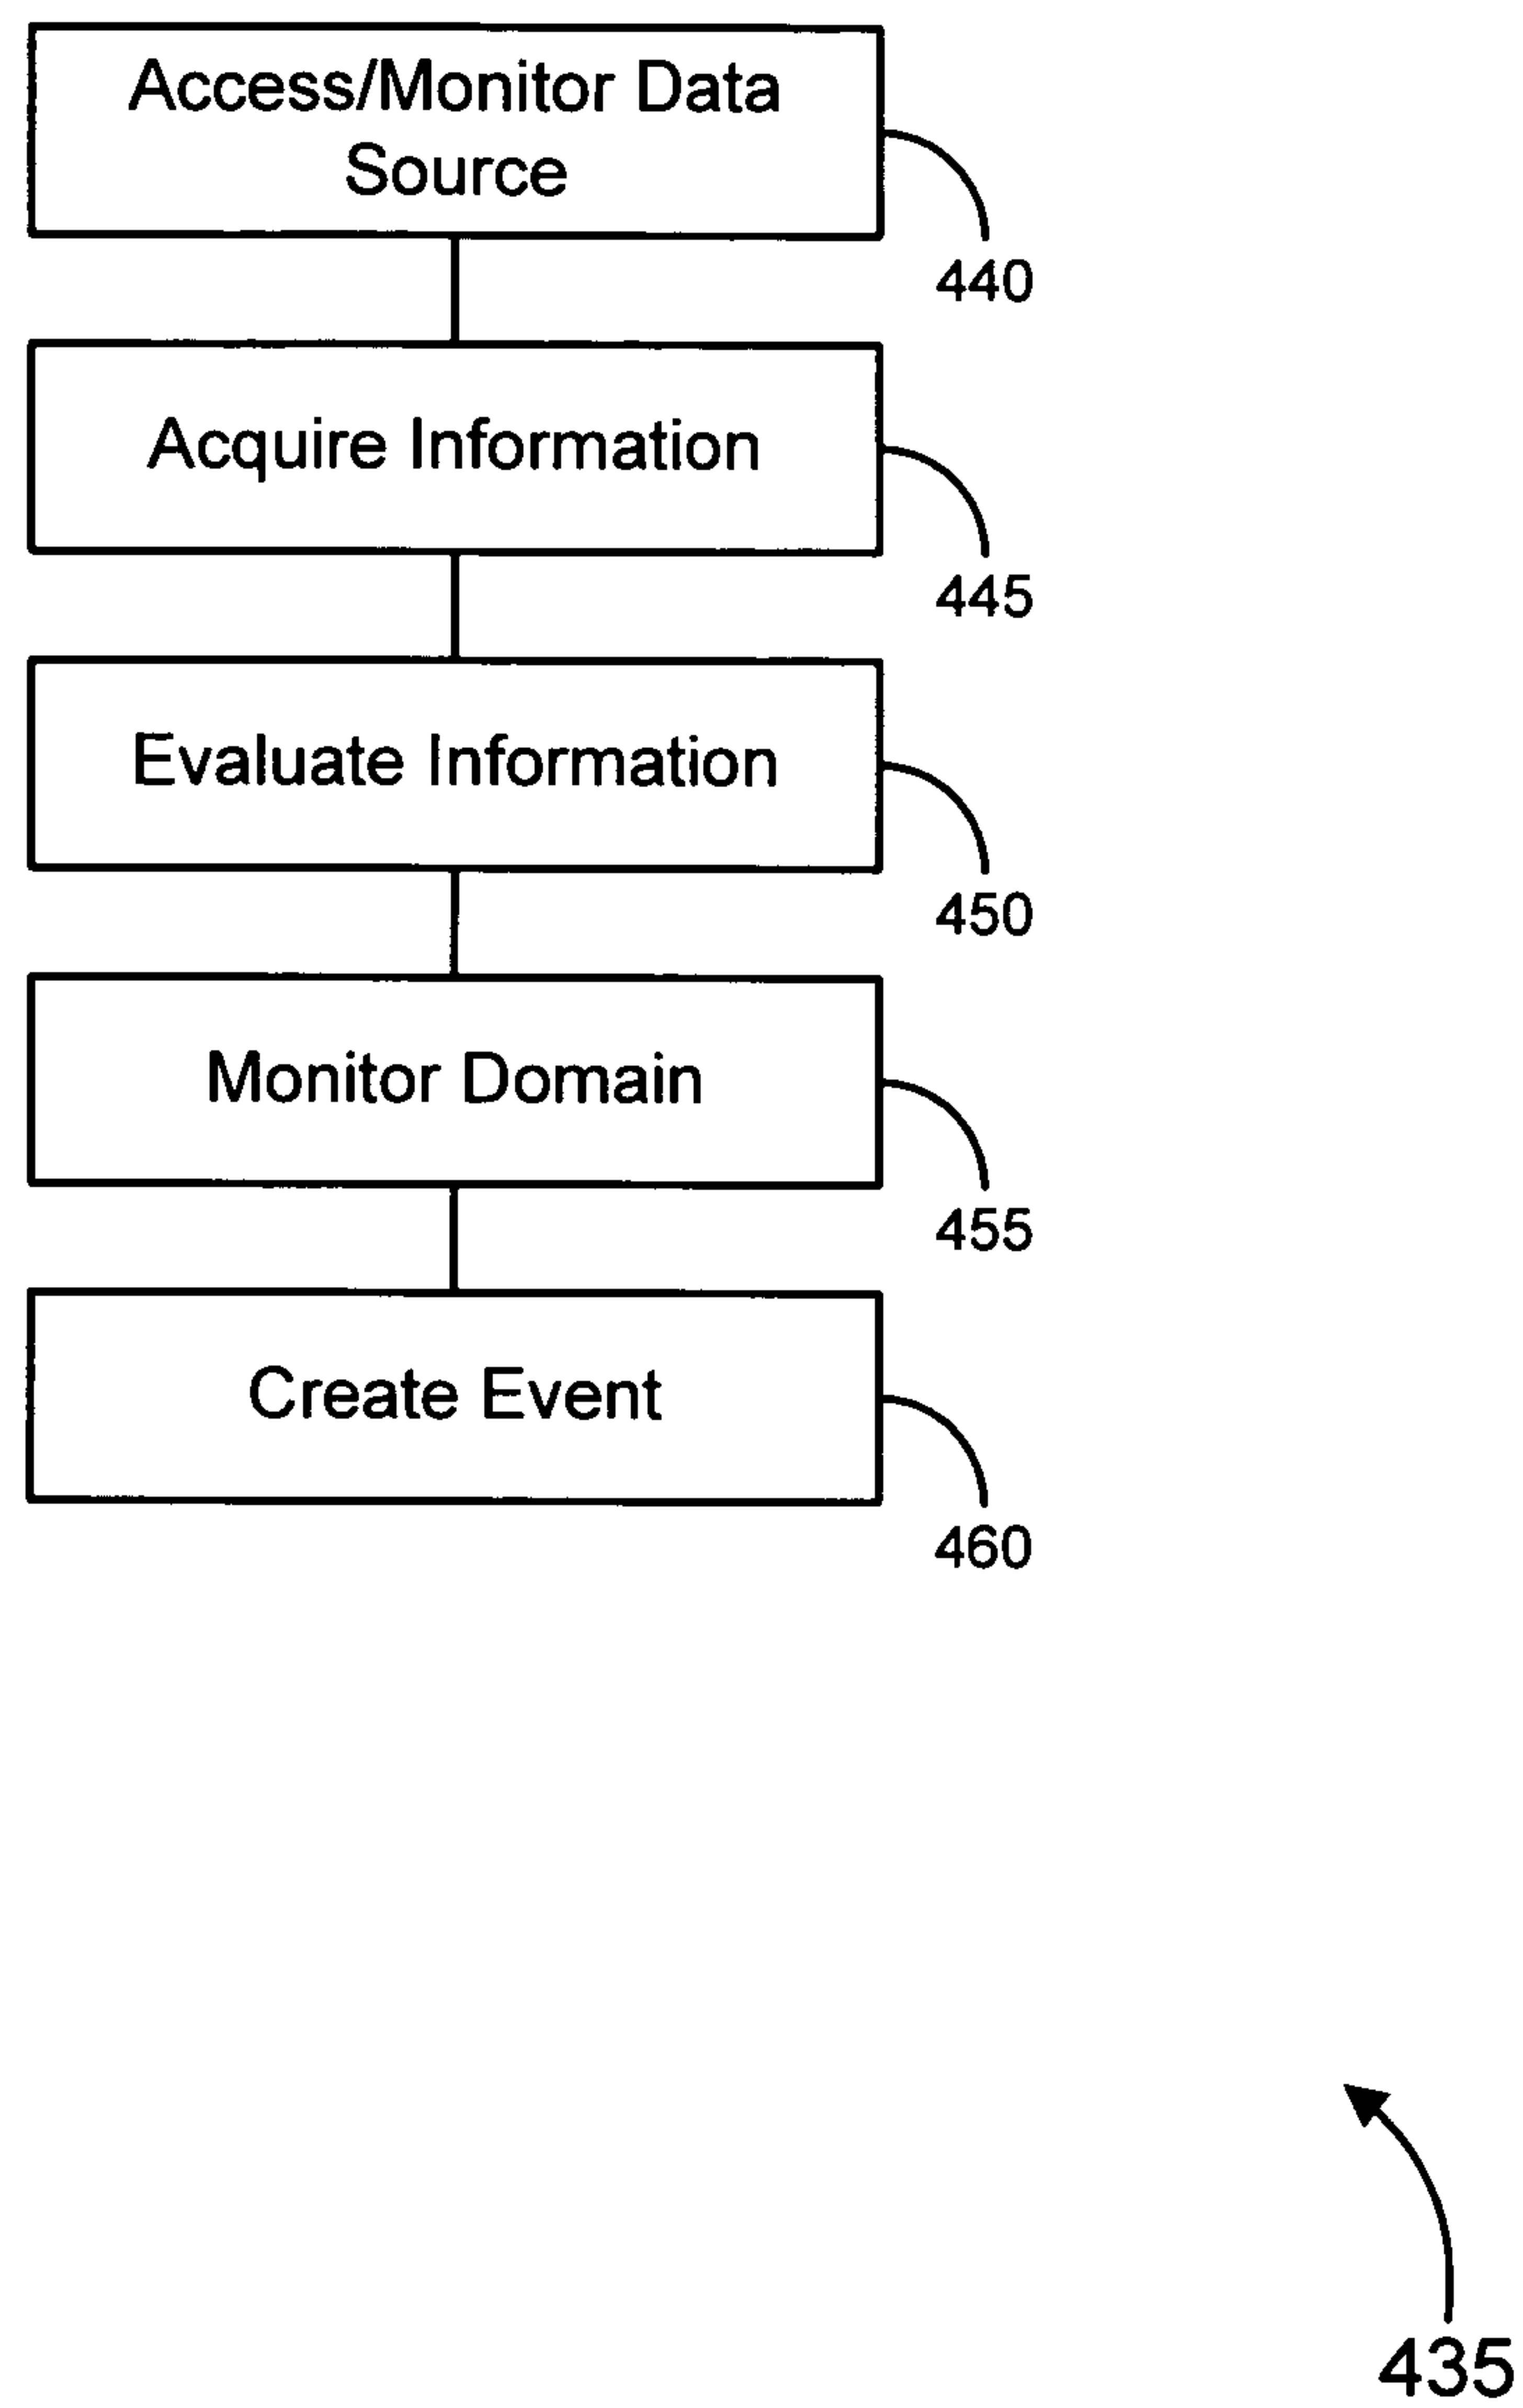 Access/Monitor Data
Source
440
Acquire Information
445
Evaluate Information
450
Monitor Domain
455
Create Event
460
435